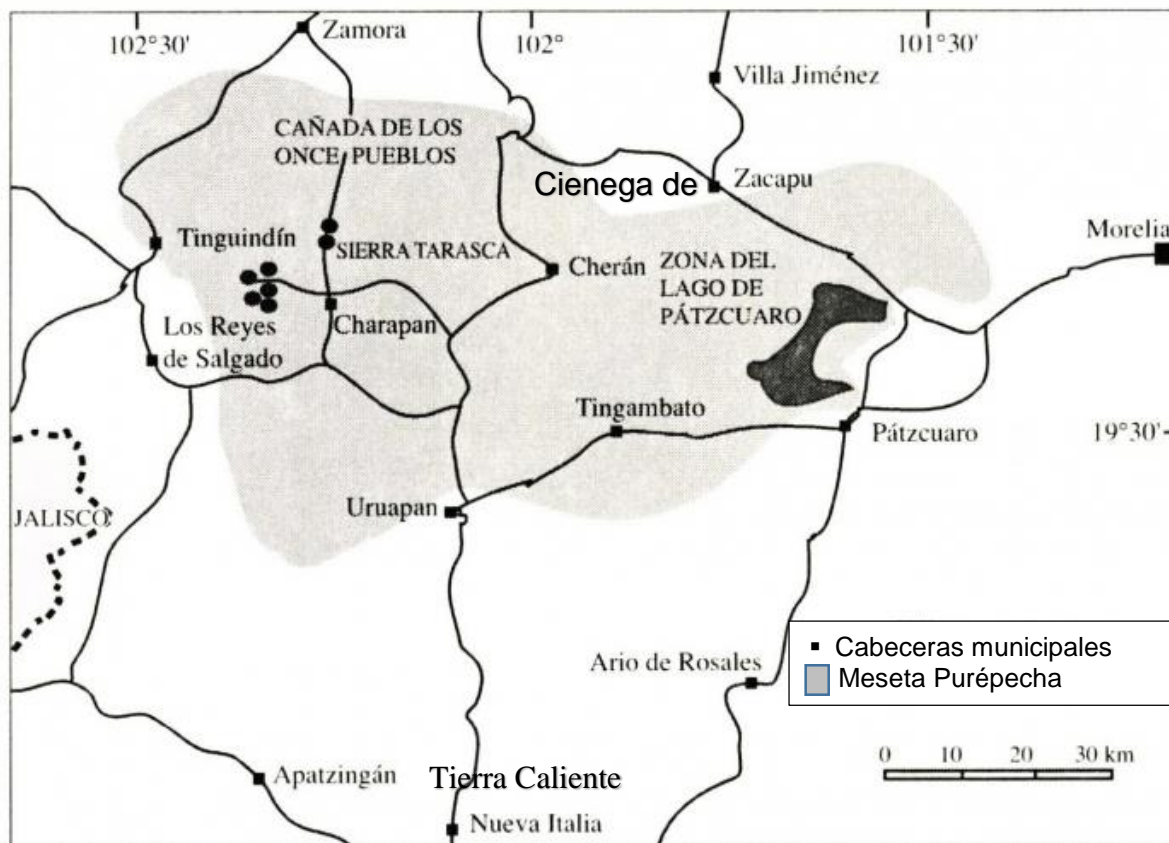 102°30'
Zamora
102°
101°30'
Villa Jiménez
CAÑADA DE LOS
ONCE PUEBLOS
Cienega de
Zacapu
Morelia
Tinguindín
SIERRA TARASCA
Cherán
ZONA DEL
LAGO DE
PÁTZCUARO
Los Reyes
de Salgado
Charapan
Tingambato
Pátzcuaro
19°30'
Uruapan
JALISCO
Ario de Rosales
Cabeceras municipales
Meseta Purépecha
0 10 20 30 km
Apatzingán
Tierra Caliente
Nueva Italia